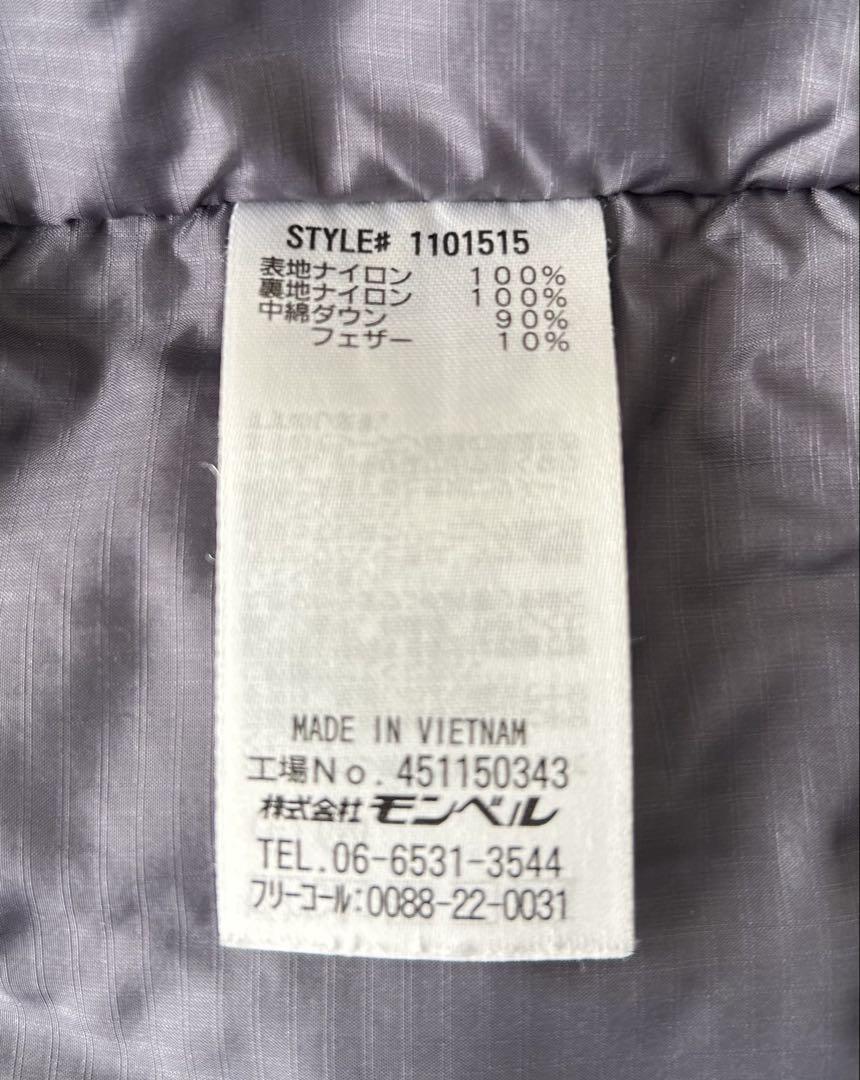 STYLE# 1101515
表地ナイロン 100%
裏地ナイロン 100%
中綿ダウン 90%
フェザー 10%
MADE IN VIETNAM
工場No. 451150343
株式会社 モンベル
TEL.06-6531-3544
フリーコール:0088-22-0031